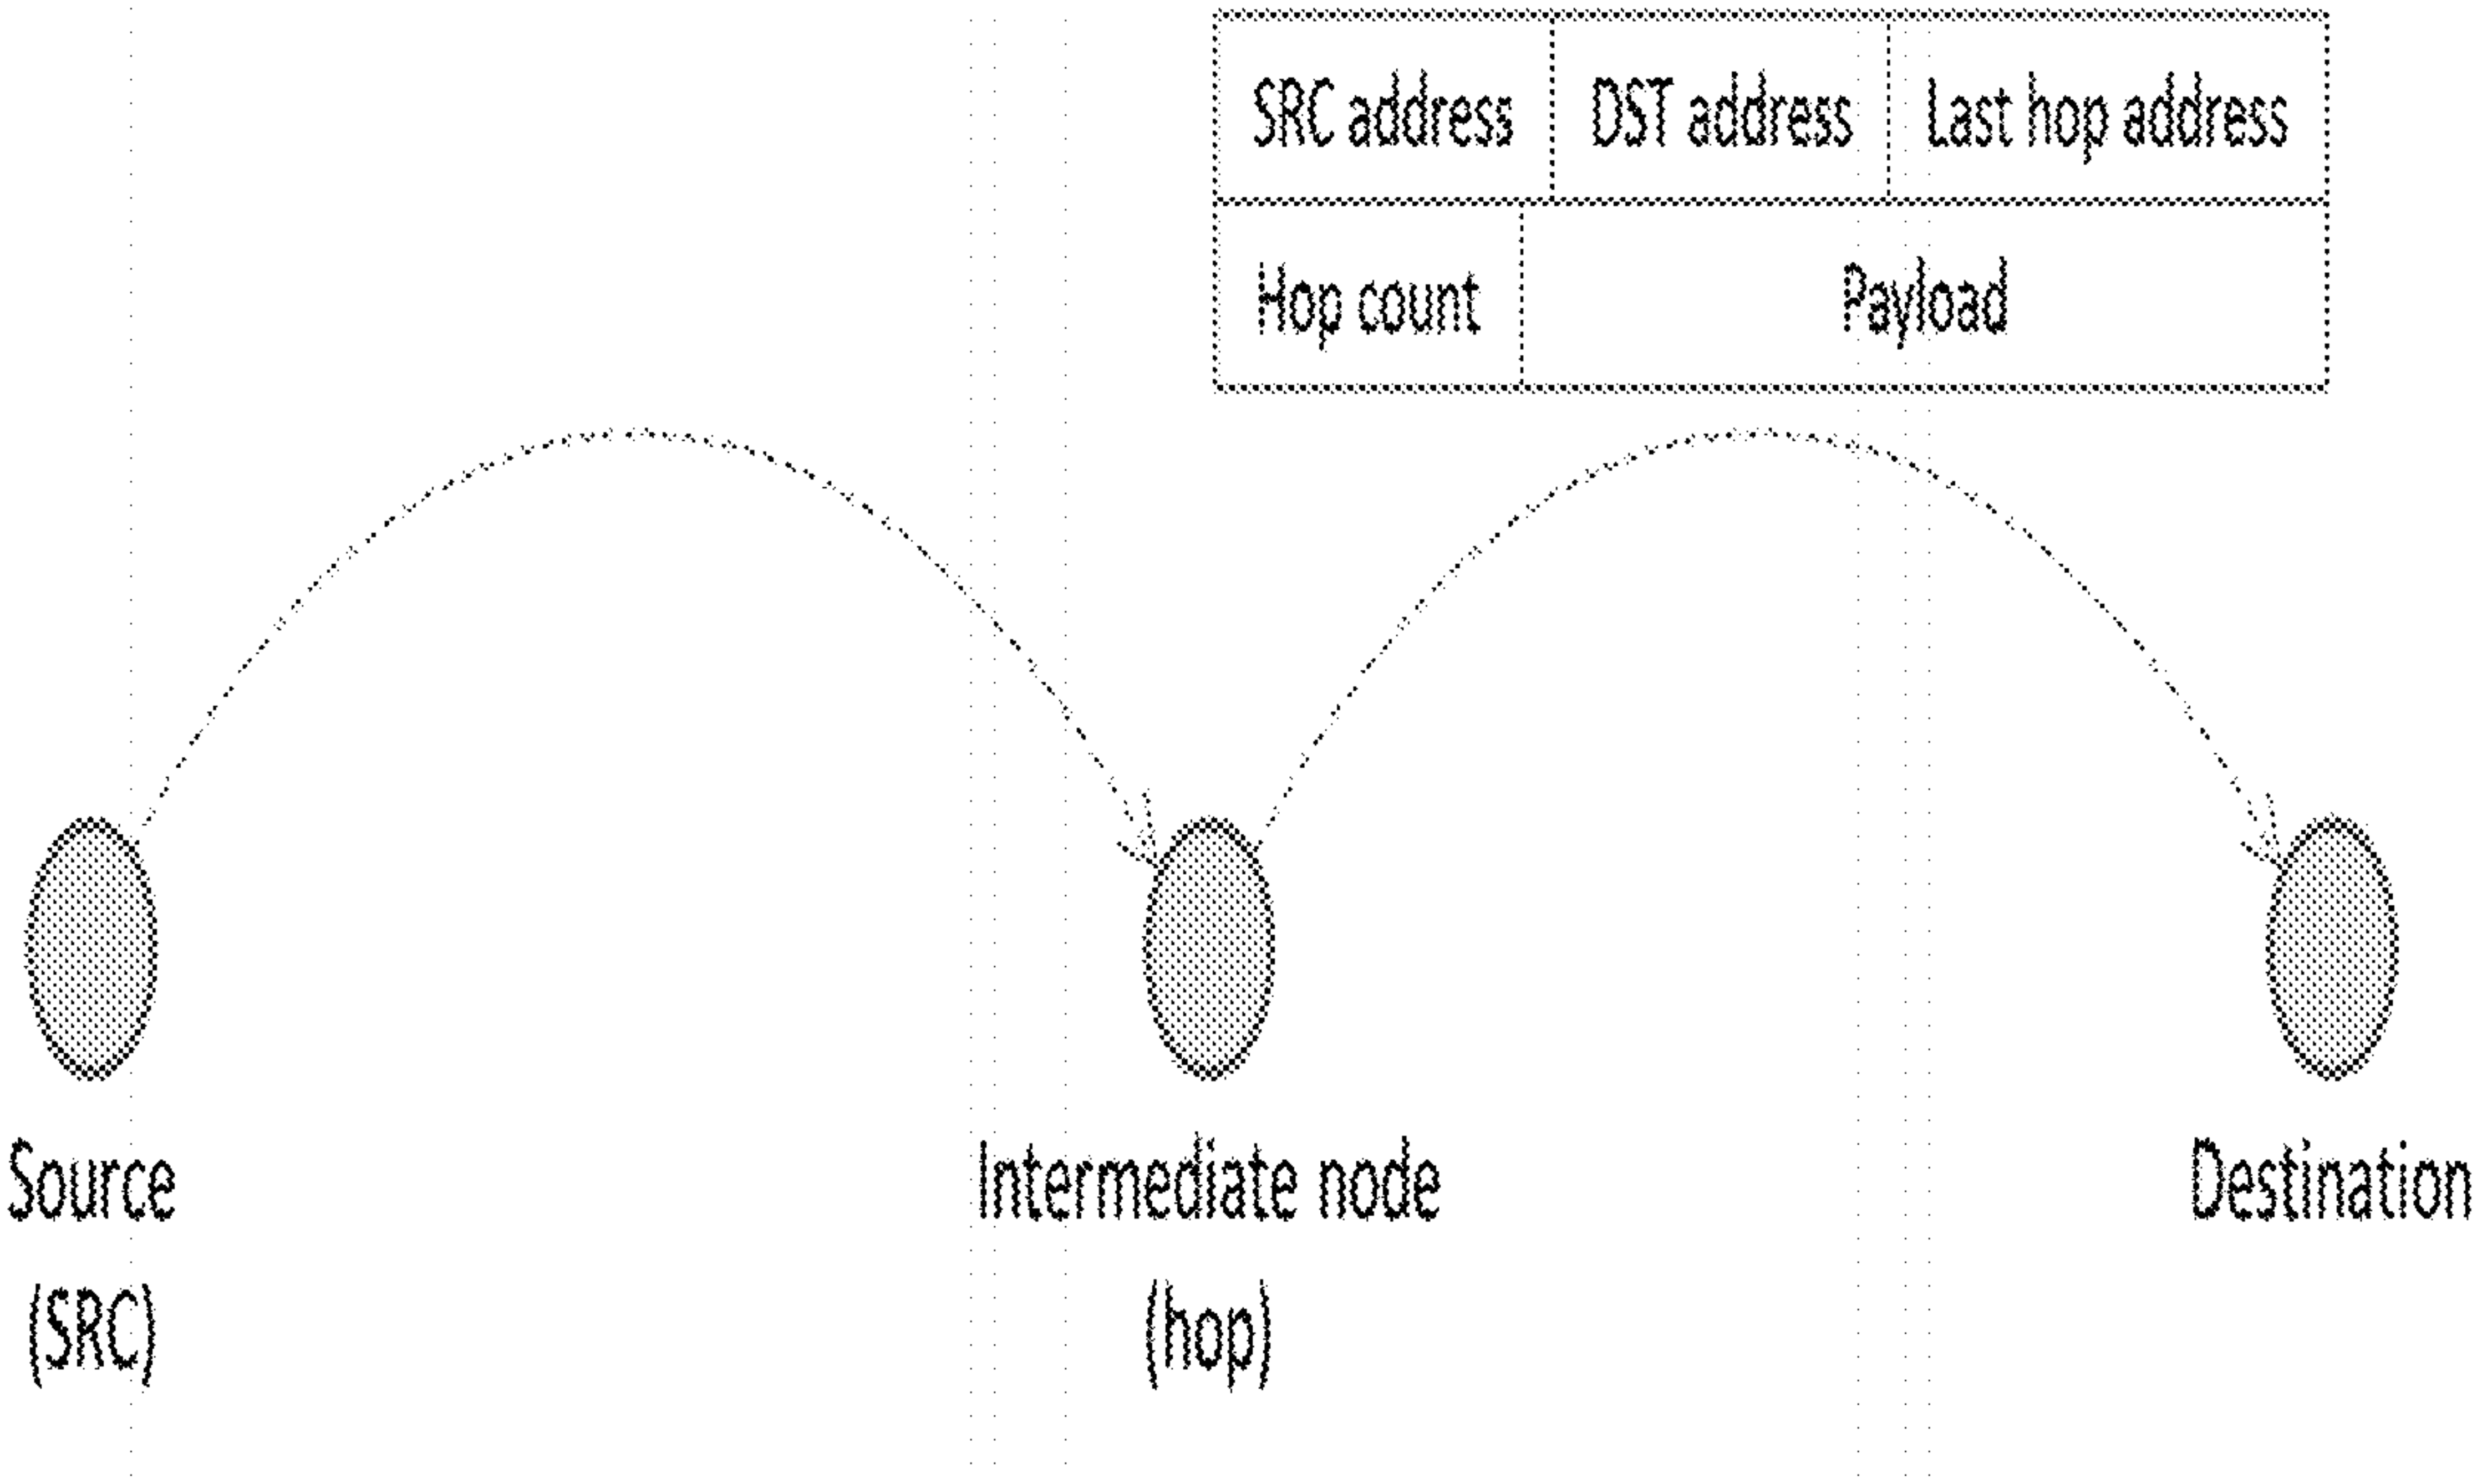 SRC address DST address Last hop address
Hop count Payload
Source Intermediate node Destination
(SRC) (hop)